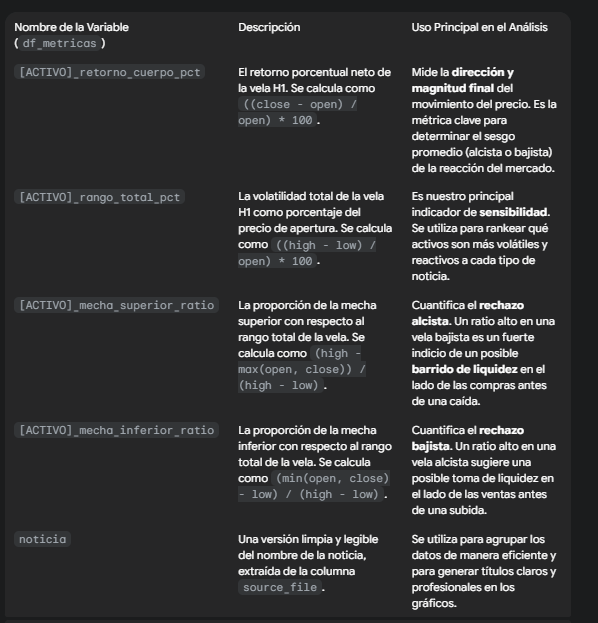 Nombre de la Variable
( df_metricas )
Descripción
Uso Principal en el Análisis
[ACTIVO]_retorno_cuerpo_pct
El retorno porcentual neto de
la vela H1. Se calcula como
((close - open) /
open) * 100 .
Mide la dirección y
magnitud final del
movimiento del precio. Es la
métrica clave para
determinar el sesgo
promedio (alcista o bajista)
de la reacción del mercado.
[ACTIVO]_rango_total_pct
La volatilidad total de la vela
H1 como porcentaje del
precio de apertura. Se calcula
como ((high - low) /
open) * 100 .
Es nuestro principal
indicador de sensibilidad.
Se utiliza para rankear qué
activos son más volátiles y
reactivos a cada tipo de
noticia.
[ACTIVO]_mecha_superior_ratio
La proporción de la mecha
superior con respecto al
rango total de la vela. Se
calcula como (high -
max(open, close)) /
(high - low) .
Cuantifica el rechazo
alcista. Un ratio alto en una
vela bajista es un fuerte
indicio de un posible
barrido de liquidez en el
lado de las compras antes
de una caída.
[ACTIVO]_mecha_inferior_ratio
La proporción de la mecha
inferior con respecto al rango
total de la vela. Se calcula
como (min(open, close)
- low) / (high - low) .
Cuantifica el rechazo
bajista. Un ratio alto en una
vela alcista sugiere una
posible toma de liquidez en
el lado de las ventas antes
de una subida.
noticia
Una versión limpia y legible
del nombre de la noticia,
extraída de la columna
source_file .
Se utiliza para agrupar los
datos de manera eficiente y
para generar títulos claros y
profesionales en los
gráficos.